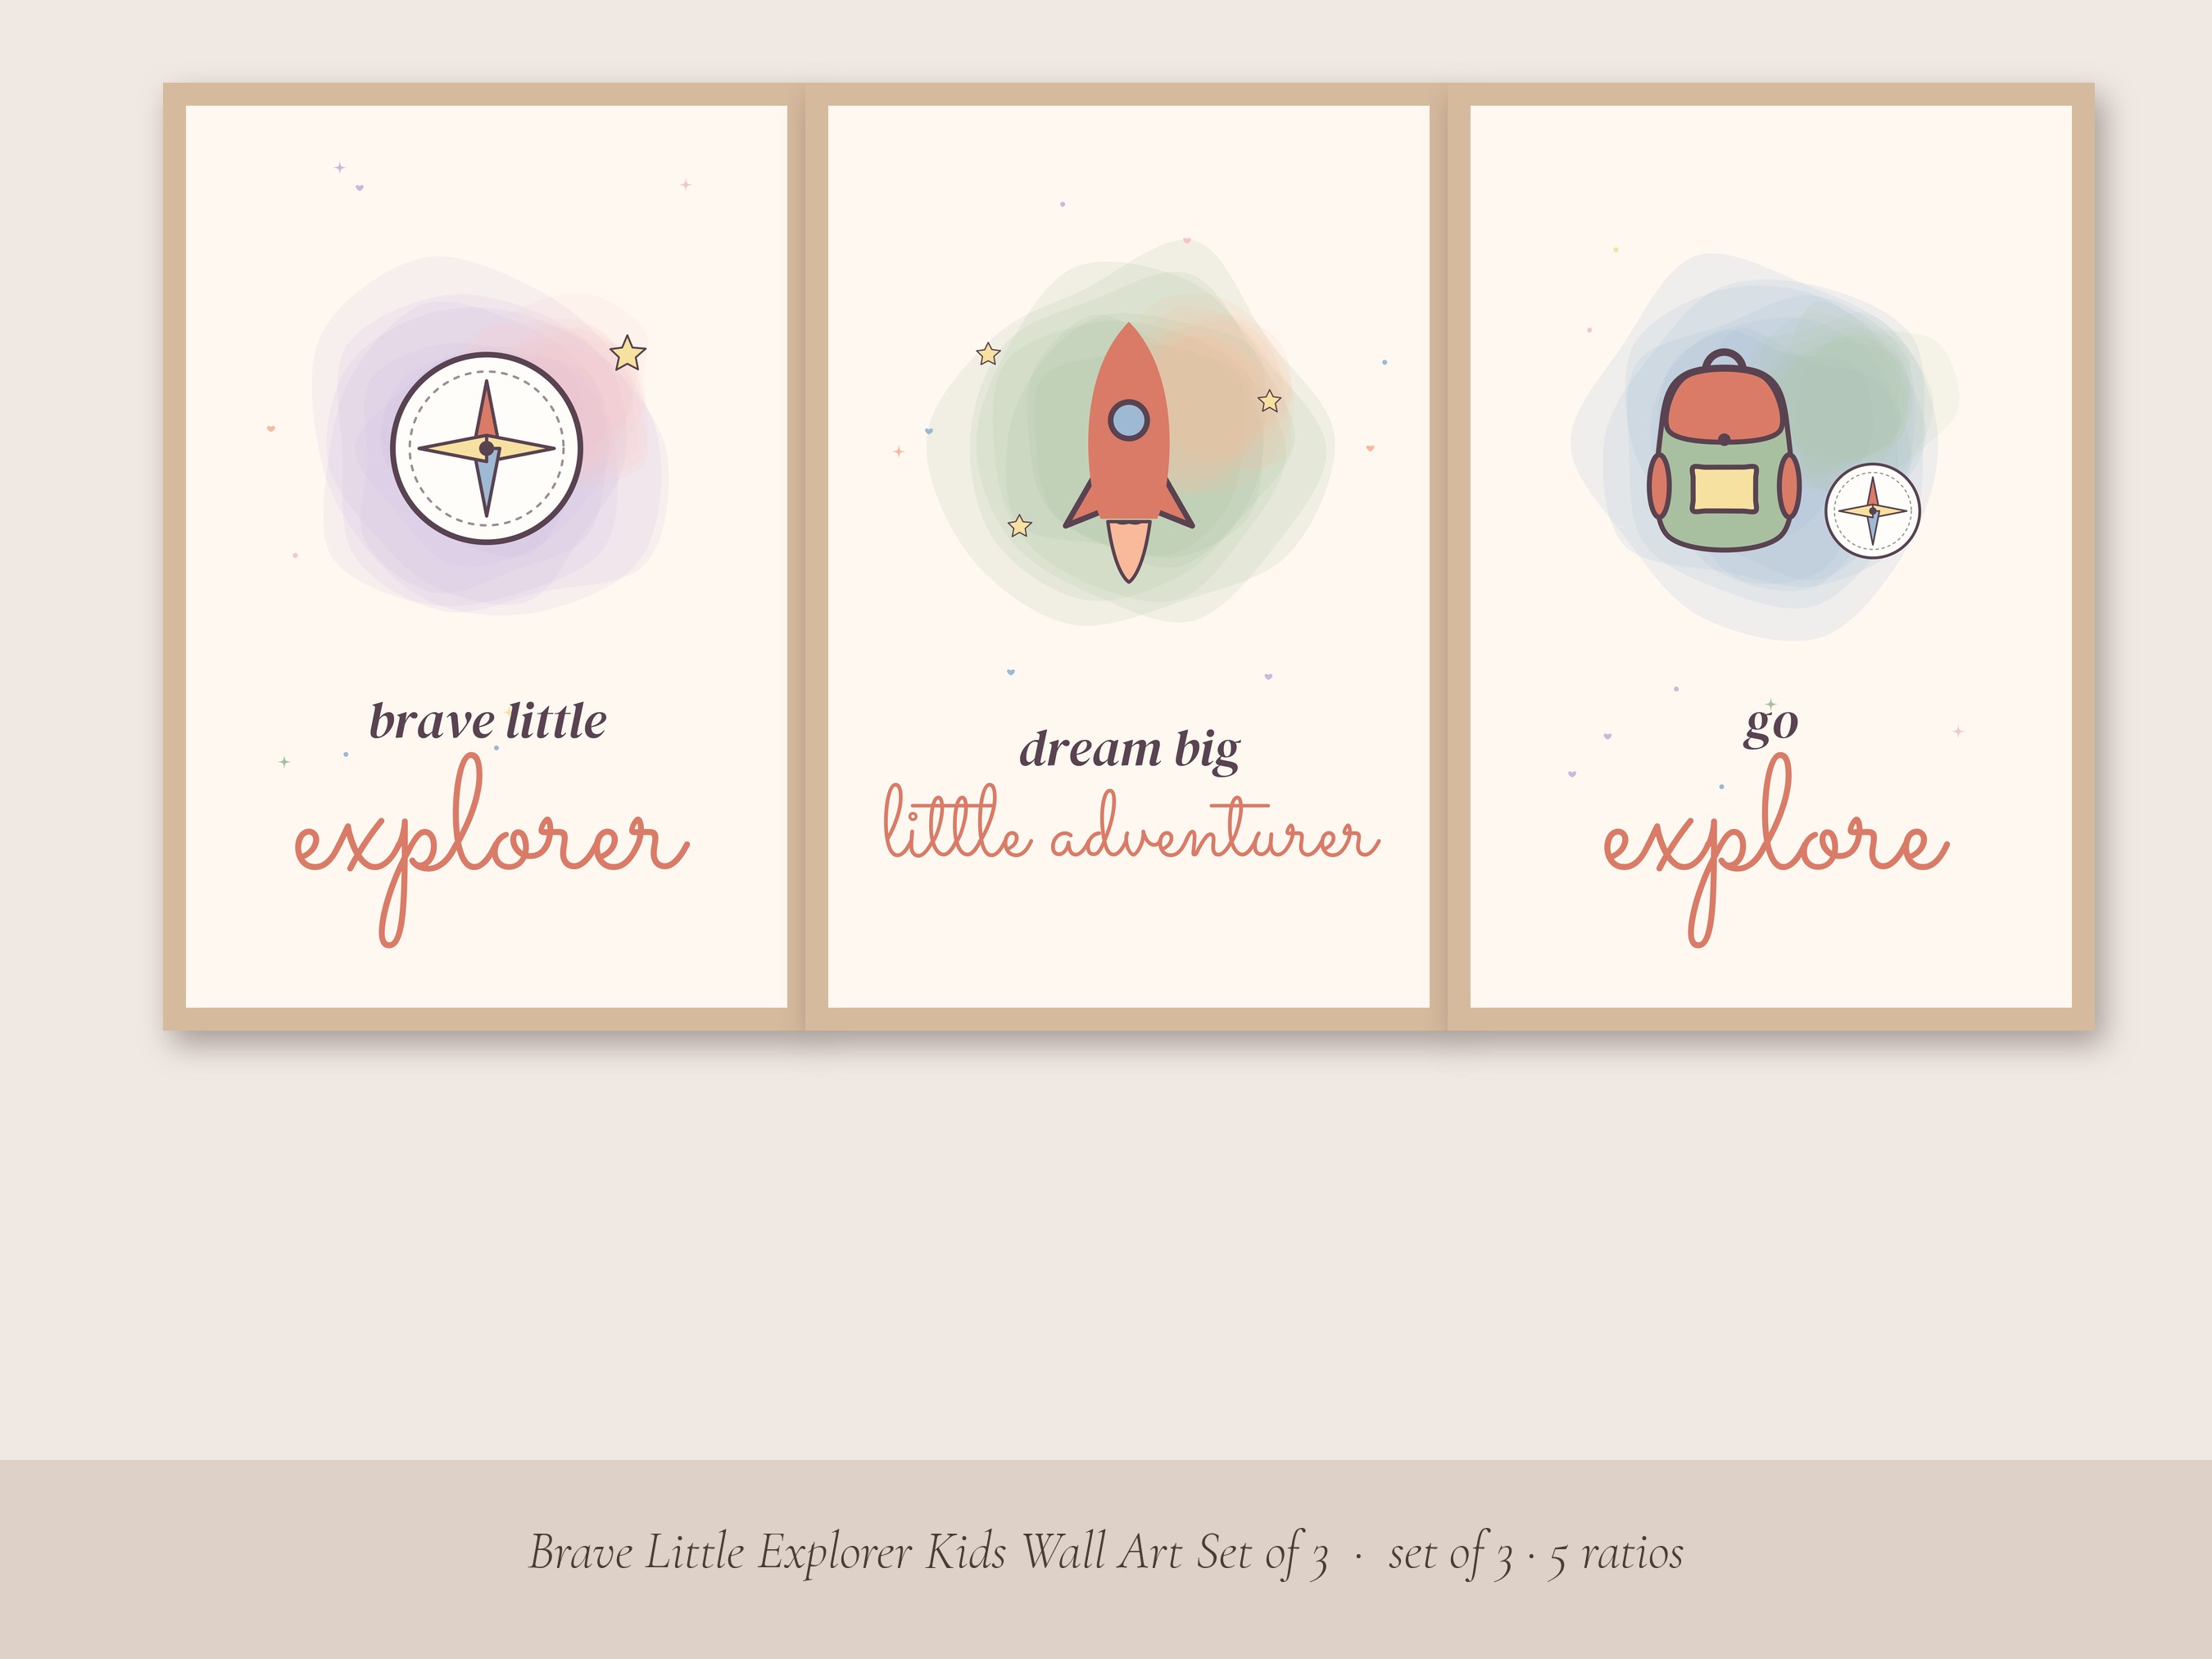 brave little
explorer
dream big
little adventurer
go
explore
Brave Little Explorer Kids Wall Art Set of 3 · set of 3 · 5 ratios